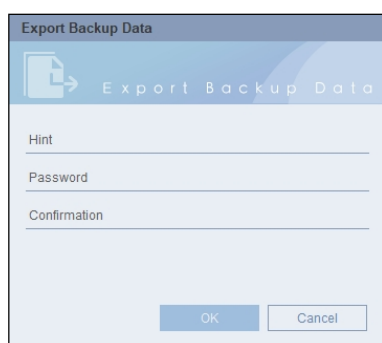 Export Backup Data
Export Backup Data
Hint
Password
Confirmation
OK Cancel